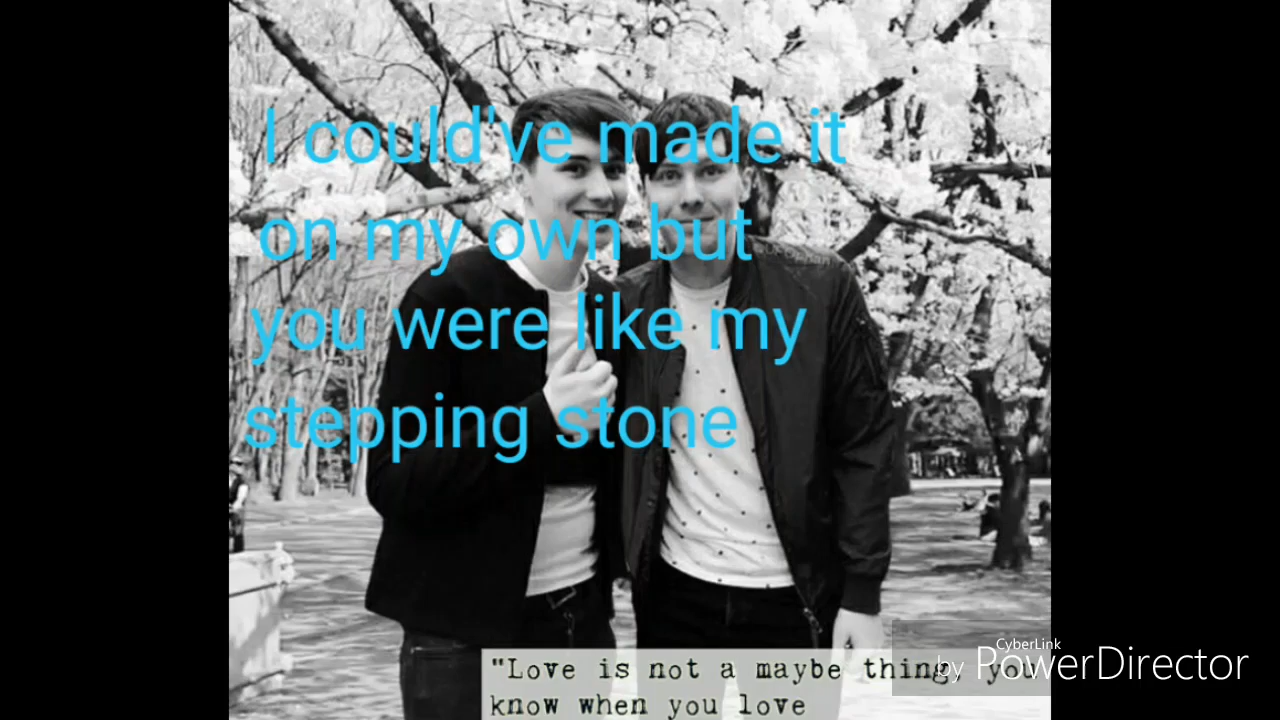 I could've made it
on my own but
you were like my
stepping stone
"Love is not a maybe thing, you
know when you love
CyberLink
by PowerDirector